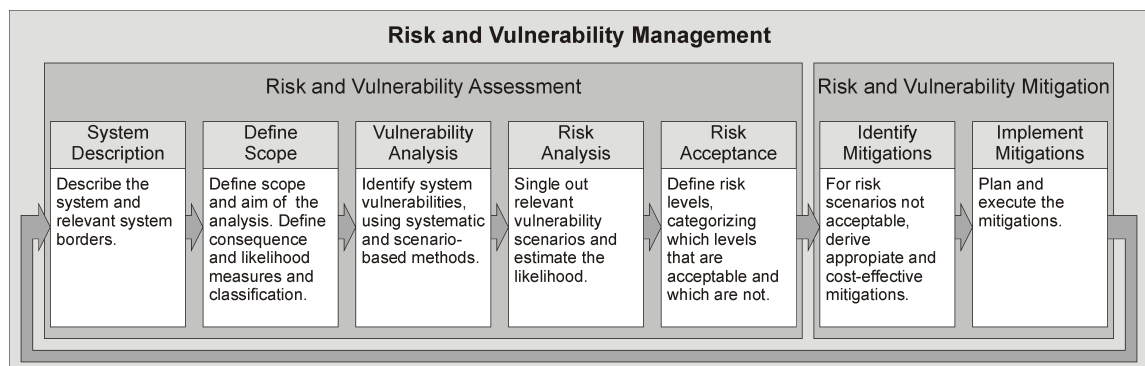 Risk and Vulnerability Management
Risk and Vulnerability Assessment
Risk and Vulnerability Mitigation
System
Description
Describe the
system and
relevant system
borders.
Define
Scope
Define scope
and aim of the
analysis. Define
consequence
and likelihood
measures and
classification.
Vulnerability
Analysis
Identify system
vulnerabilities,
using systematic
and scenario-
based methods.
Risk
Analysis
Single out
relevant
vulnerability
scenarios and
estimate the
likelihood.
Risk
Acceptance
Define risk
levels,
categorizing
which levels
that are
acceptable and
which are not.
Identify
Mitigations
For risk
scenarios not
acceptable,
derive
appropiate and
cost-effective
mitigations.
Implement
Mitigations
Plan and
execute the
mitigations.